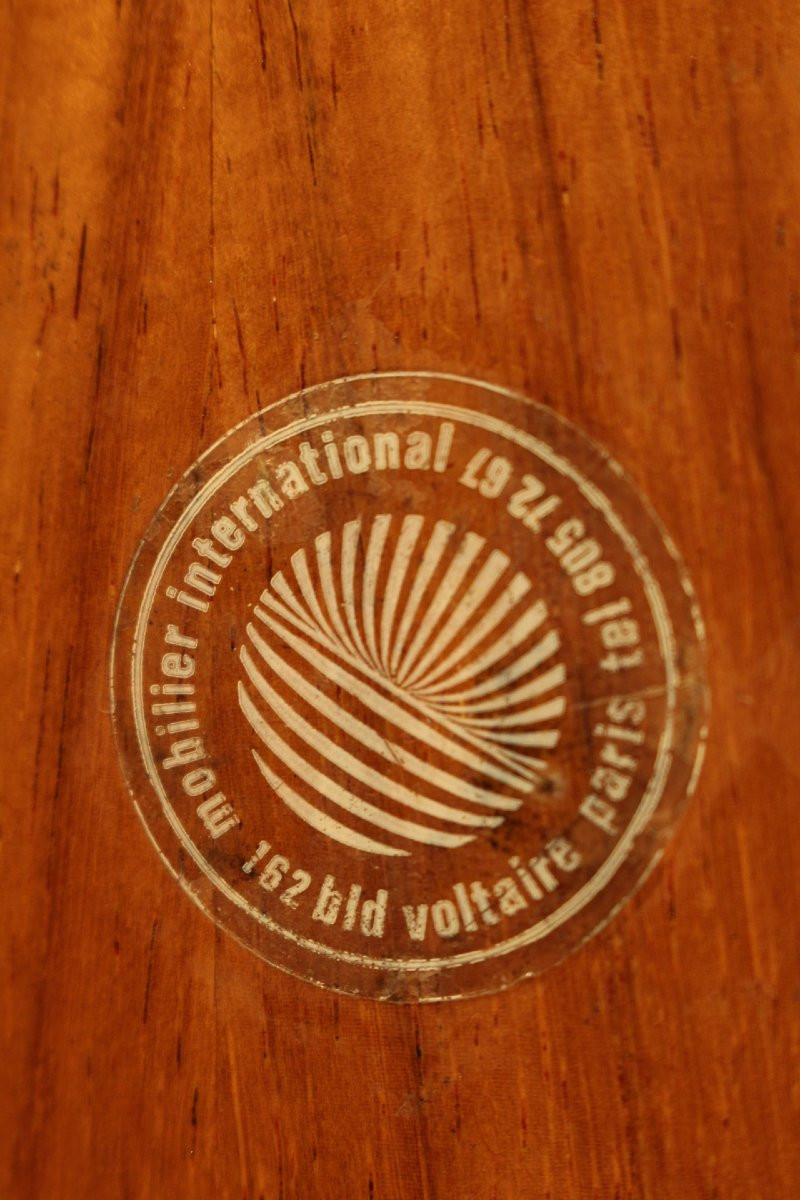 mobilier international
162 bld voltaire paris tel 805 72 67